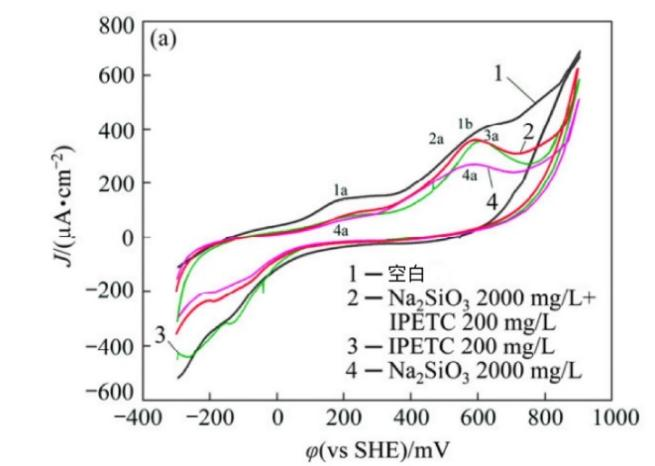 (a)
800
600
400
200
0
−200
−400
−600
J/(μA•cm⁻²)
−400 −200 0 200 400 600 800 1000
φ(vs SHE)/mV
1
1b
2a
3a
2
1a
4a
4
4a
3
1 — 空白
2 — Na₂SiO₃ 2000 mg/L+
IPETC 200 mg/L
3 — IPETC 200 mg/L
4 — Na₂SiO₃ 2000 mg/L